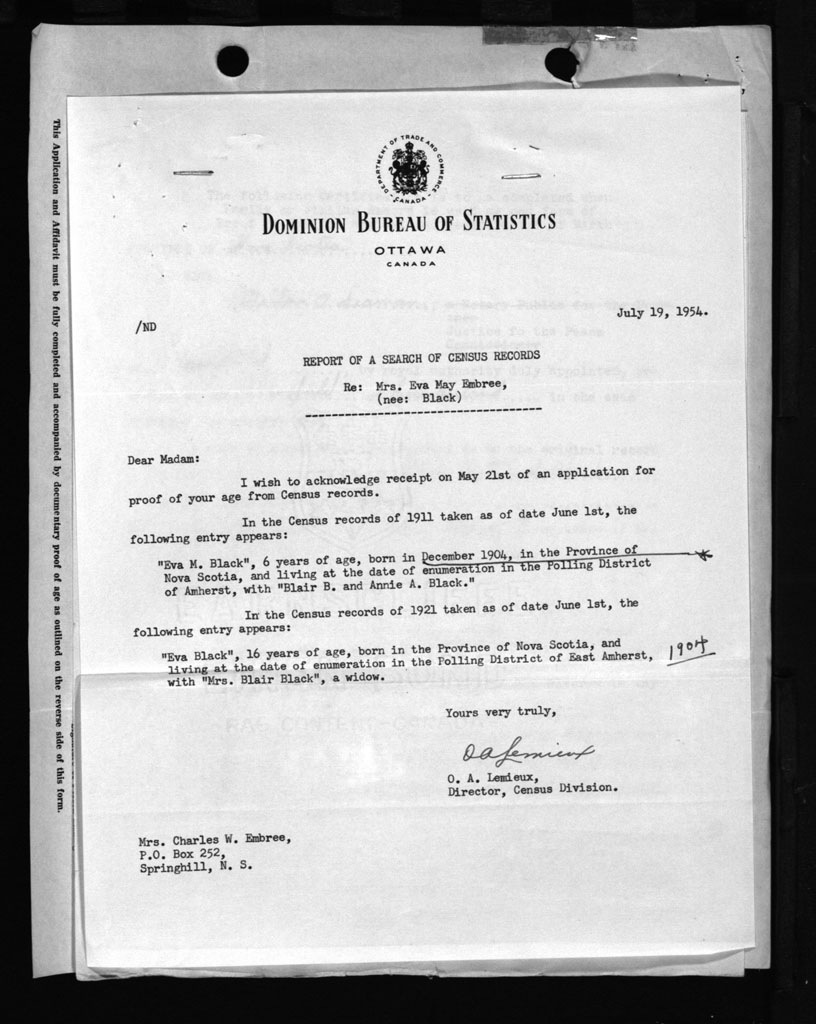 This Application and Affidavit must be fully completed and accompanied by documentary proof of age as outlined on the reverse side of this form.
DEPARTMENT OF TRADE AND COMMERCE
CANADA
DOMINION BUREAU OF STATISTICS
OTTAWA
CANADA
July 19, 1954.
/ND
REPORT OF A SEARCH OF CENSUS RECORDS
Re: Mrs. Eva May Embree,
(nee: Black)
Dear Madam:
I wish to acknowledge receipt on May 21st of an application for
proof of your age from Census records.
In the Census records of 1911 taken as of date June 1st, the
following entry appears:
"Eva M. Black", 6 years of age, born in December 1904, in the Province of
Nova Scotia, and living at the date of enumeration in the Polling District
of Amherst, with "Blair B. and Annie A. Black."
In the Census records of 1921 taken as of date June 1st, the
following entry appears:
"Eva Black", 16 years of age, born in the Province of Nova Scotia, and
living at the date of enumeration in the Polling District of East Amherst,
with "Mrs. Blair Black", a widow.
1904
Yours very truly,
O A Lemieux
O. A. Lemieux,
Director, Census Division.
Mrs. Charles W. Embree,
P.O. Box 252,
Springhill, N. S.